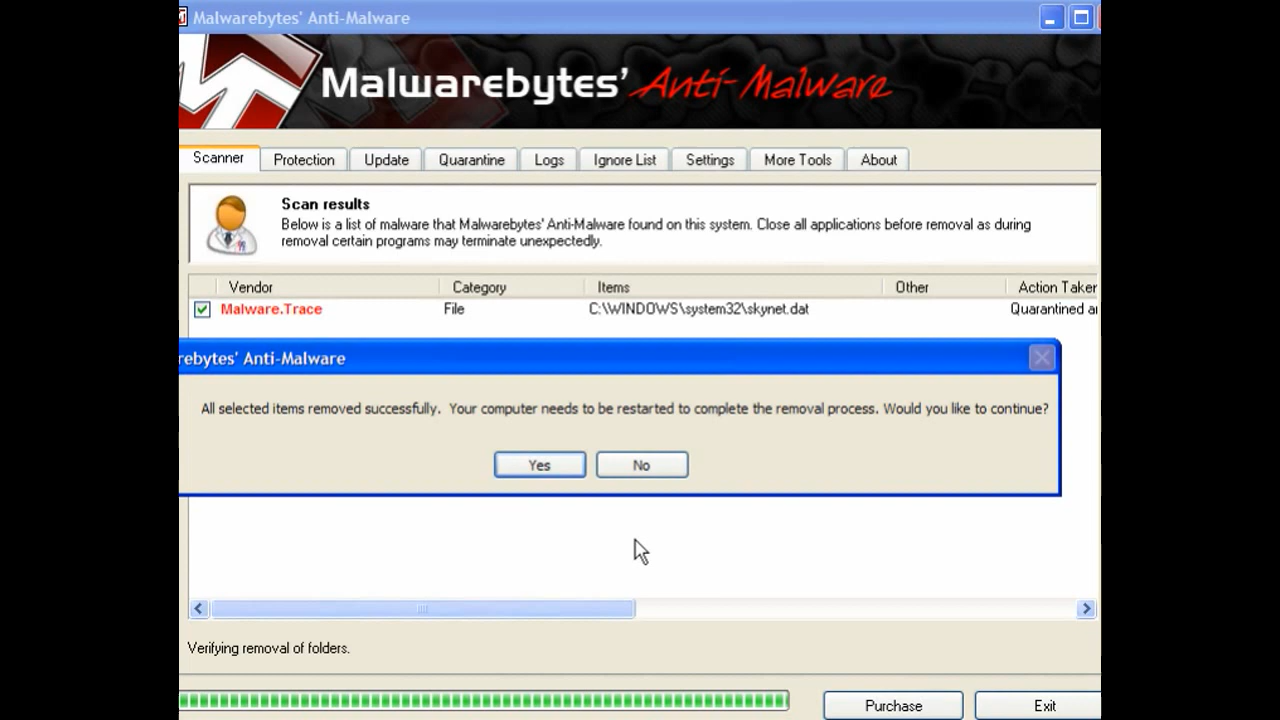 Malwarebytes' Anti-Malware
Malwarebytes' Anti-Malware
Scanner Protection Update Quarantine Logs Ignore List Settings More Tools About
Scan results
Below is a list of malware that Malwarebytes' Anti-Malware found on this system. Close all applications before removal as during
removal certain programs may terminate unexpectedly.
Vendor Category Items Other Action Taken
Malware.Trace File C:\WINDOWS\system32\skynet.dat Quarantined a
rebytes' Anti-Malware
All selected items removed successfully. Your computer needs to be restarted to complete the removal process. Would you like to continue?
Yes No
Verifying removal of folders.
Purchase Exit